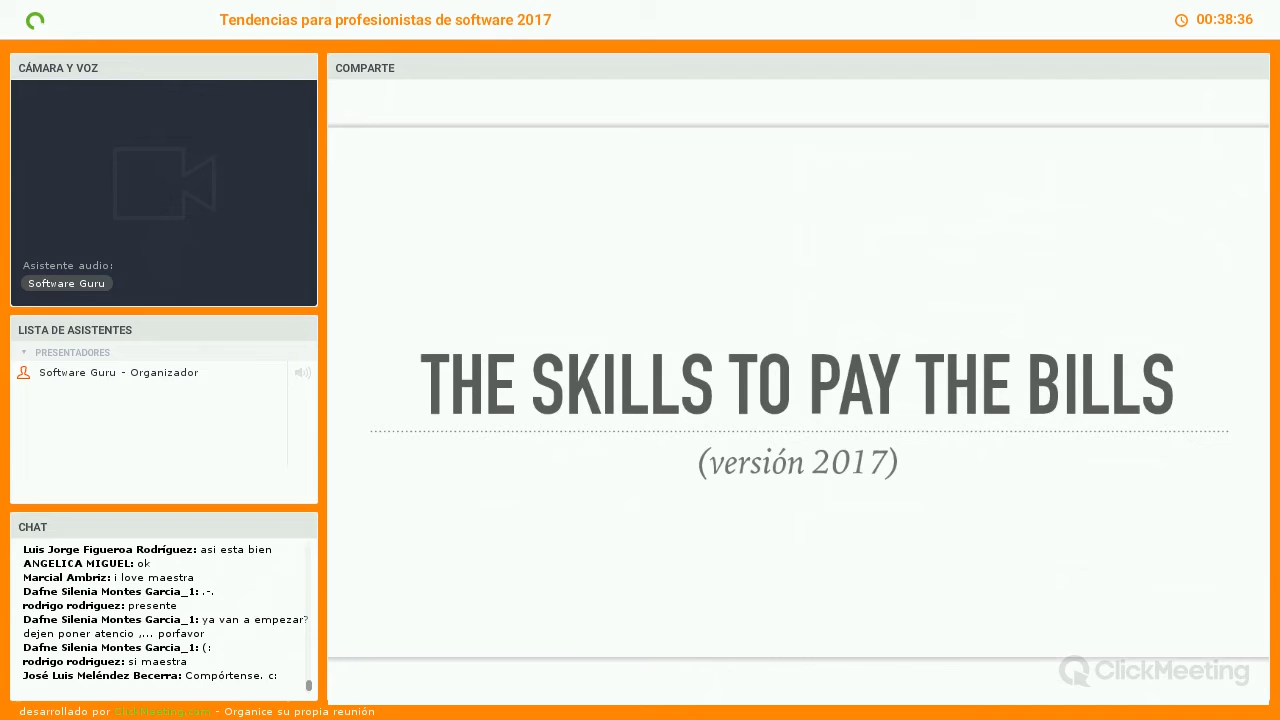 Tendencias para profesionistas de software 2017
00:38:36
CÁMARA Y VOZ
Asistente audio:
Software Guru
LISTA DE ASISTENTES
PRESENTADORES
Software Guru - Organizador
CHAT
Luis Jorge Figueroa Rodríguez: asi esta bien
ANGELICA MIGUEL: ok
Marcial Ambriz: i love maestra
Dafne Silenia Montes Garcia_1: .-.
rodrigo rodriguez: presente
Dafne Silenia Montes Garcia_1: ya van a empezar?
dejen poner atencio ,... porfavor
Dafne Silenia Montes Garcia_1: (:
rodrigo rodriguez: si maestra
José Luis Meléndez Becerra: Compórtense. c:
COMPARTE
THE SKILLS TO PAY THE BILLS
(versión 2017)
ClickMeeting
desarrollado por ClickMeeting.com - Organice su propia reunión